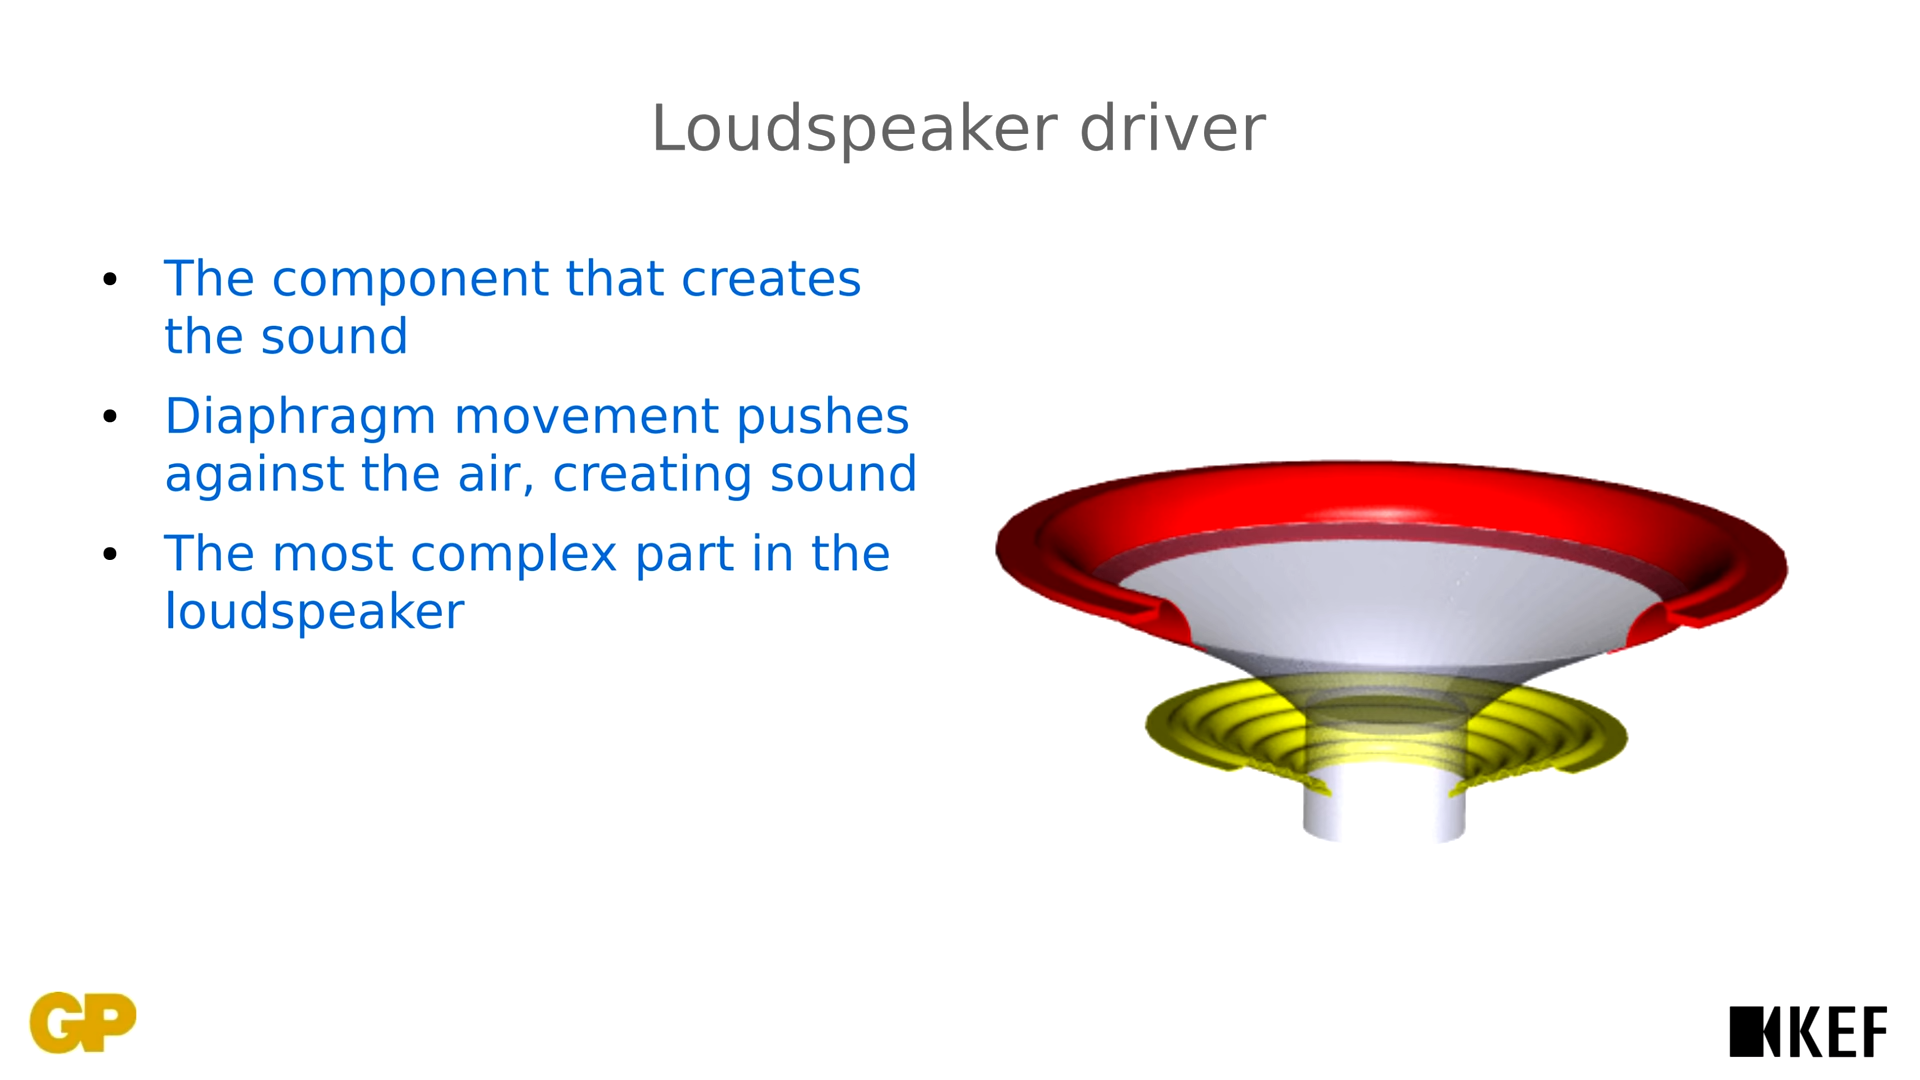 Loudspeaker driver
• The component that creates
the sound
• Diaphragm movement pushes
against the air, creating sound
• The most complex part in the
loudspeaker
GP
KEF